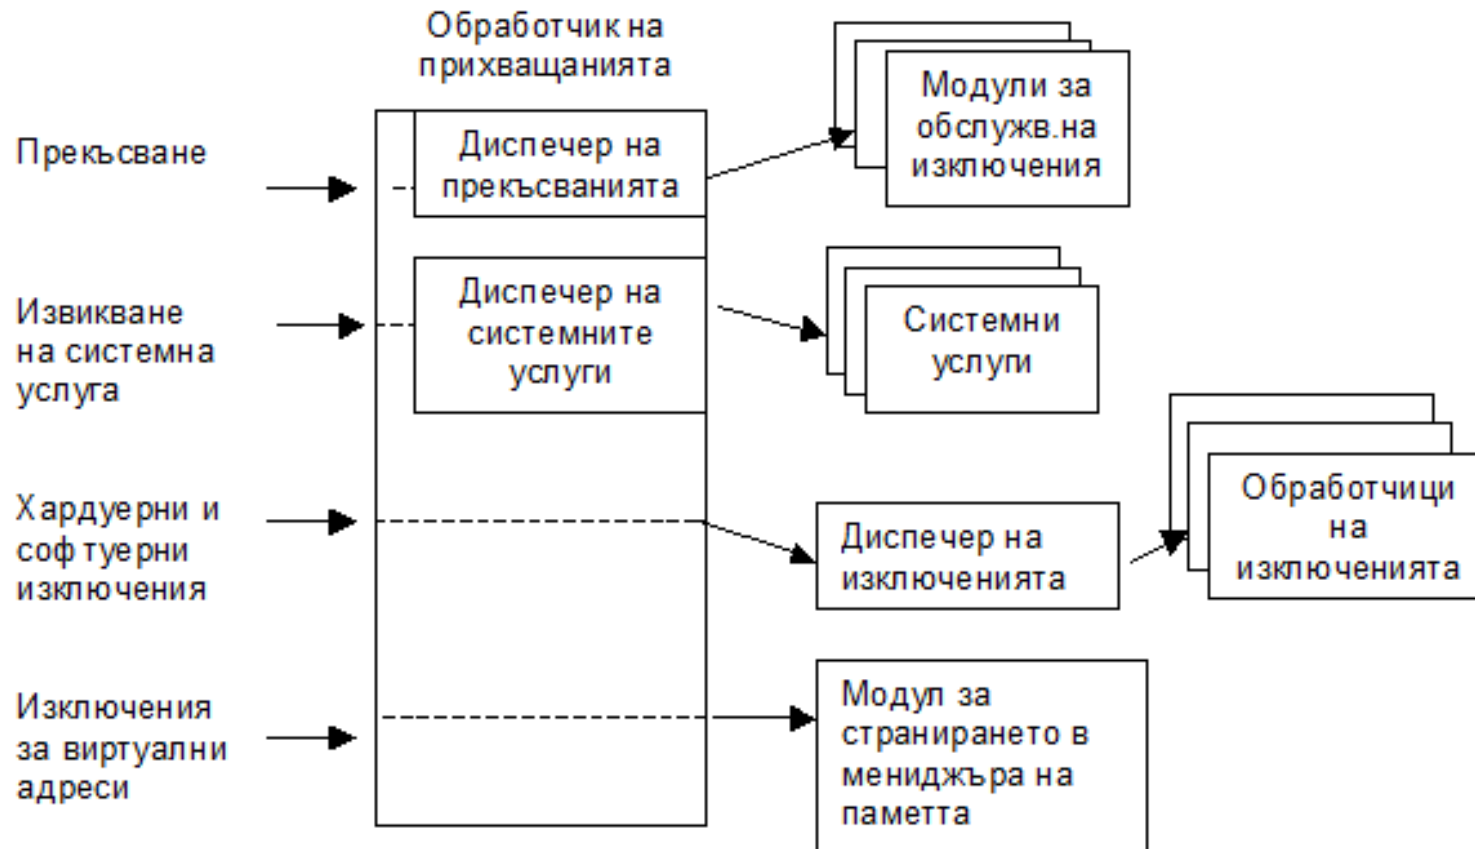 Обработчик на
прихващанията
Прекъсване
Диспечер на
прекъсванията
Модули за
обслужв.на
изключения
Извикване
на системна
услуга
Диспечер на
системните
услуги
Системни
услуги
Хардуерни и
софтуерни
изключения
Диспечер на
изключенията
Обработчици
на
изключенията
Изключения
за виртуални
адреси
Модул за
странирането в
мениджъра на
паметта